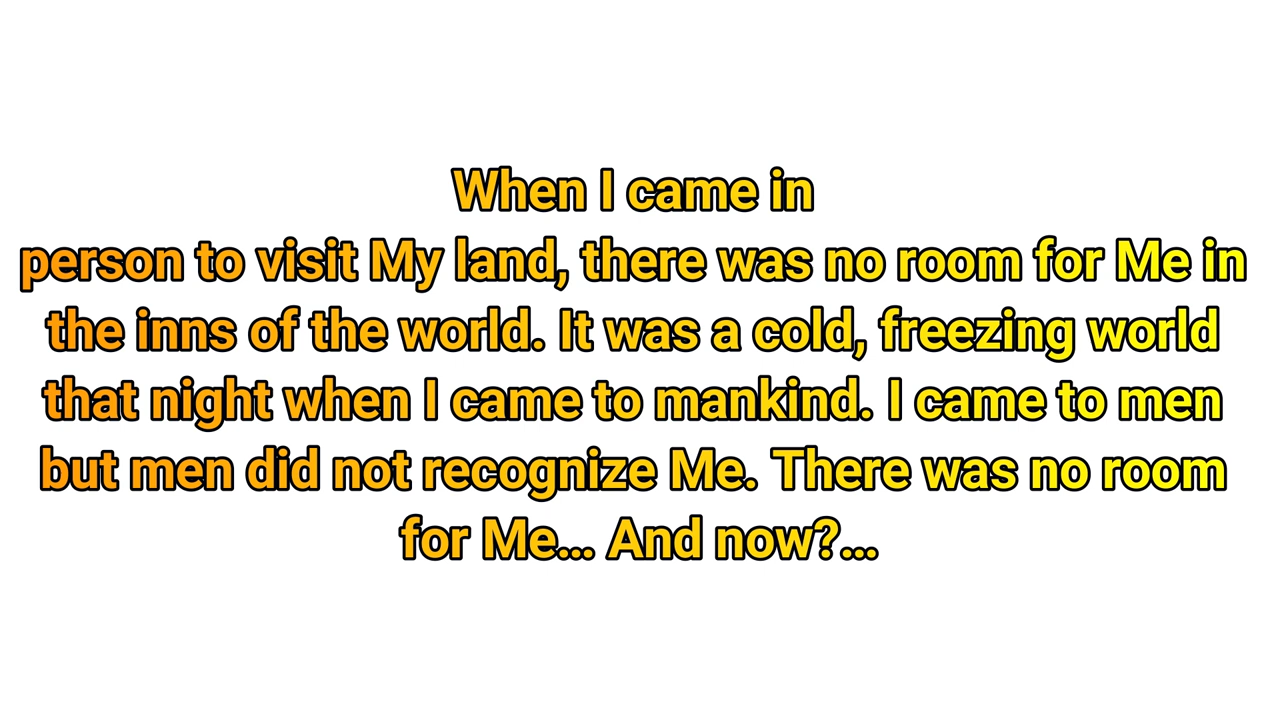 When I came in
person to visit My land, there was no room for Me in
the inns of the world. It was a cold, freezing world
that night when I came to mankind. I came to men
but men did not recognize Me. There was no room
for Me... And now?...